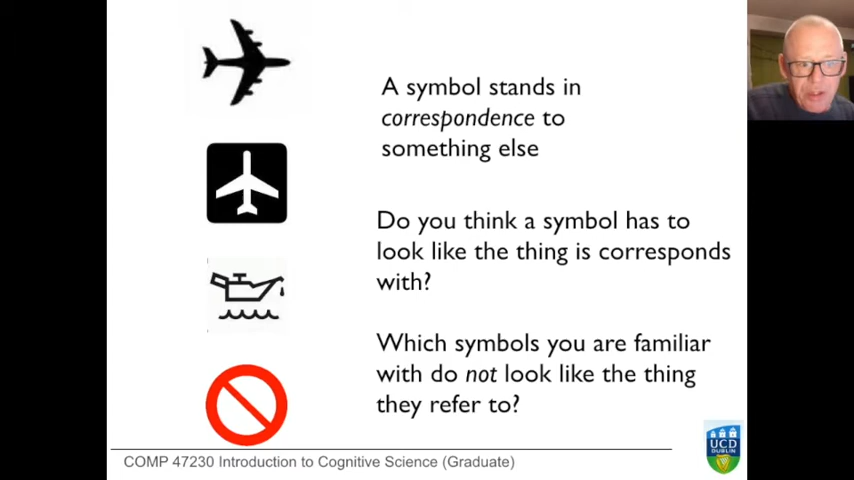 A symbol stands in
correspondence to
something else
Do you think a symbol has to
look like the thing is corresponds
with?
Which symbols you are familiar
with do not look like the thing
they refer to?
COMP 47230 Introduction to Cognitive Science (Graduate)
UCD
DUBLIN